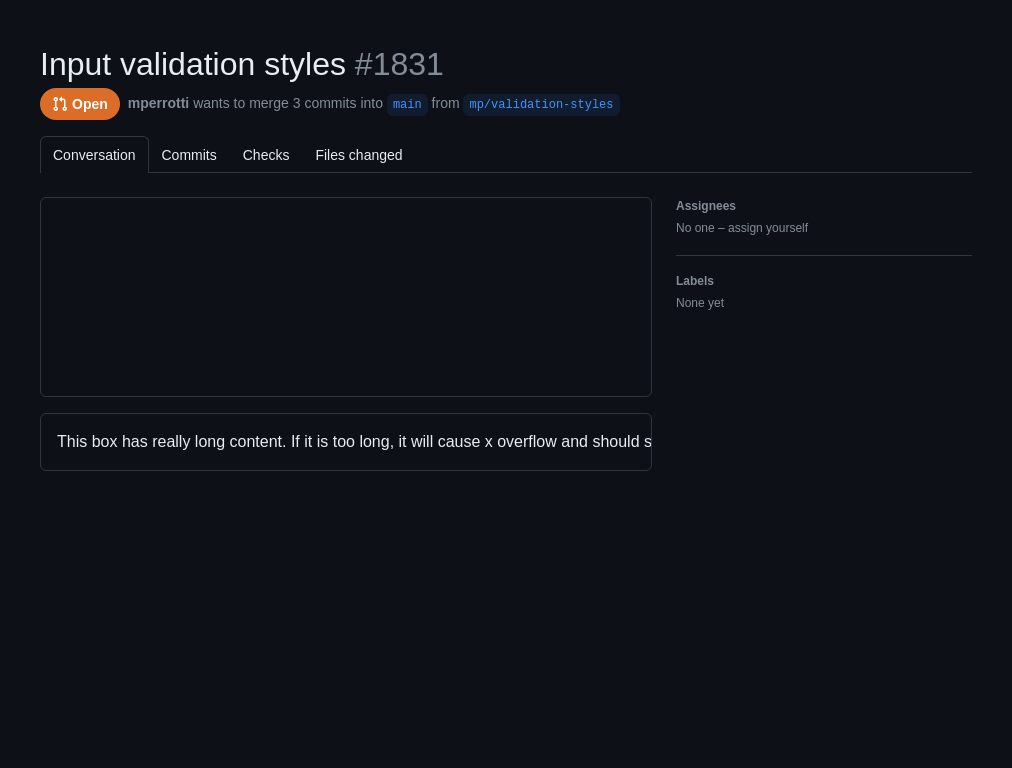 Input validation styles #1831
Open mperrotti wants to merge 3 commits into main from mp/validation-styles
Conversation Commits Checks Files changed
Assignees
No one – assign yourself
Labels
None yet
This box has really long content. If it is too long, it will cause x overflow and should s